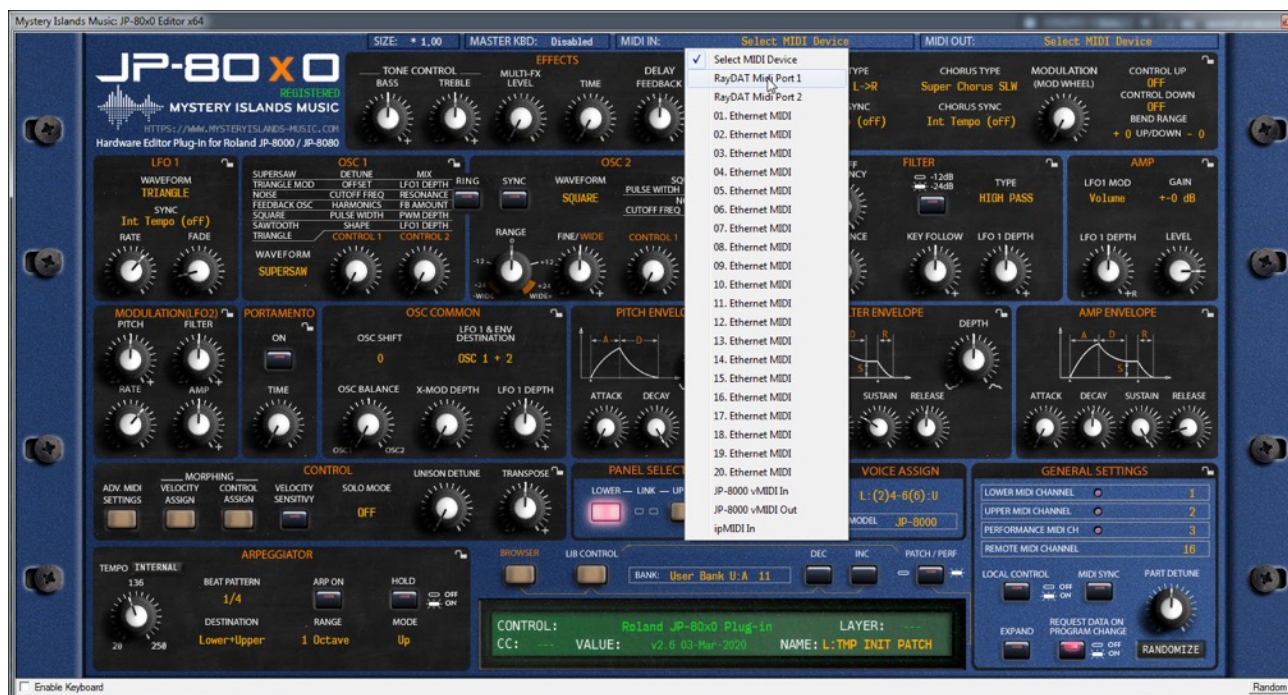 Mystery Islands Music: JP-80x0 Editor x64
SIZE: * 1,00 MASTER KBD: Disabled MIDI IN: Select MIDI Device MIDI OUT: Select MIDI Device
JP-80X0
REGISTERED
MYSTERY ISLANDS MUSIC
HTTPS://WWW.MYSTERYISLANDS-MUSIC.COM
Hardware Editor Plug-In for Roland JP-8000 / JP-8080
EFFECTS
TONE CONTROL
BASS TREBLE
MULTI-FX
LEVEL
TIME
DELAY
FEEDBACK
TYPE
L->R
SYNC
(off)
CHORUS TYPE
Super Chorus SLW
CHORUS SYNC
Int Tempo (off)
MODULATION
(MOD WHEEL)
CONTROL UP
OFF
CONTROL DOWN
OFF
BEND RANGE
+ 0 UP/DOWN - 0
Select MIDI Device
RayDAT Midi Port 1
RayDAT Midi Port 2
01. Ethernet MIDI
02. Ethernet MIDI
03. Ethernet MIDI
04. Ethernet MIDI
05. Ethernet MIDI
06. Ethernet MIDI
07. Ethernet MIDI
08. Ethernet MIDI
09. Ethernet MIDI
10. Ethernet MIDI
11. Ethernet MIDI
12. Ethernet MIDI
13. Ethernet MIDI
14. Ethernet MIDI
15. Ethernet MIDI
16. Ethernet MIDI
17. Ethernet MIDI
18. Ethernet MIDI
19. Ethernet MIDI
20. Ethernet MIDI
JP-8000 vMIDI In
JP-8000 vMIDI Out
ipMIDI In
LFO 1
WAVEFORM
TRIANGLE
SYNC
Int Tempo (off)
RATE FADE
OSC 1
SUPERSAW DETUNE MIX
TRIANGLE MOD OFFSET LFO1 DEPTH
NOISE CUTOFF FREQ RESONANCE
FEEDBACK OSC HARMONICS FB AMOUNT
SQUARE PULSE WIDTH PWM DEPTH
SAWTOOTH SHAPE LFO1 DEPTH
TRIANGLE CONTROL 1 CONTROL 2
WAVEFORM
SUPERSAW
OSC 2
RING SYNC WAVEFORM
SQUARE
PULSE WITDH
CUTOFF FREQ
RANGE FINE/WIDE CONTROL 1
-12 +12
-24 +24
-WIDE WIDE+
FILTER
-12dB
-24dB
TYPE
HIGH PASS
KEY FOLLOW LFO 1 DEPTH
AMP
LFO1 MOD GAIN
Volume +-0 dB
LFO 1 DEPTH LEVEL
L +R
MODULATION(LFO2)
PITCH FILTER
RATE AMP
PORTAMENTO
ON
TIME
OSC COMMON
OSC SHIFT
0
LFO 1 & ENV
DESTINATION
OSC 1 + 2
OSC BALANCE X-MOD DEPTH LFO 1 DEPTH
OSC1 OSC2
PITCH
A D
ATTACK DECAY
ENVELOPE
DEPTH
D R
S
SUSTAIN RELEASE
AMP ENVELOPE
A D R
S
ATTACK DECAY SUSTAIN RELEASE
CONTROL
MORPHING
ADV. MIDI
SETTINGS
VELOCITY
ASSIGN
CONTROL
ASSIGN
VELOCITY
SENSITIVY
SOLO MODE
OFF
UNISON DETUNE TRANSPOSE
PANEL
LOWER LINK
VOICE ASSIGN
L:(2)4-6(6):U
MODEL JP-8000
GENERAL SETTINGS
LOWER MIDI CHANNEL 1
UPPER MIDI CHANNEL 2
PERFORMANCE MIDI CH 3
REMOTE MIDI CHANNEL 16
LOCAL CONTROL
OFF
ON
MIDI SYNC PART DETUNE
EXPAND
REQUEST DATA ON
PROGRAM CHANGE
OFF
ON
RANDOMIZE
ARPEGGIATOR
TEMPO INTERNAL
136
20 250
BEAT PATTERN
1/4
DESTINATION
Lower+Upper
ARP ON
RANGE
1 Octave
HOLD
OFF
ON
MODE
Up
BROWSER LIB CONTROL DEC INC PATCH / PERF
BANK: User Bank U:A 11
CONTROL: Roland JP-80x0 Plug-in LAYER: ---
CC: --- VALUE: v2.6 03-Mar-2020 NAME: L:TMP INIT PATCH
Enable Keyboard
Random